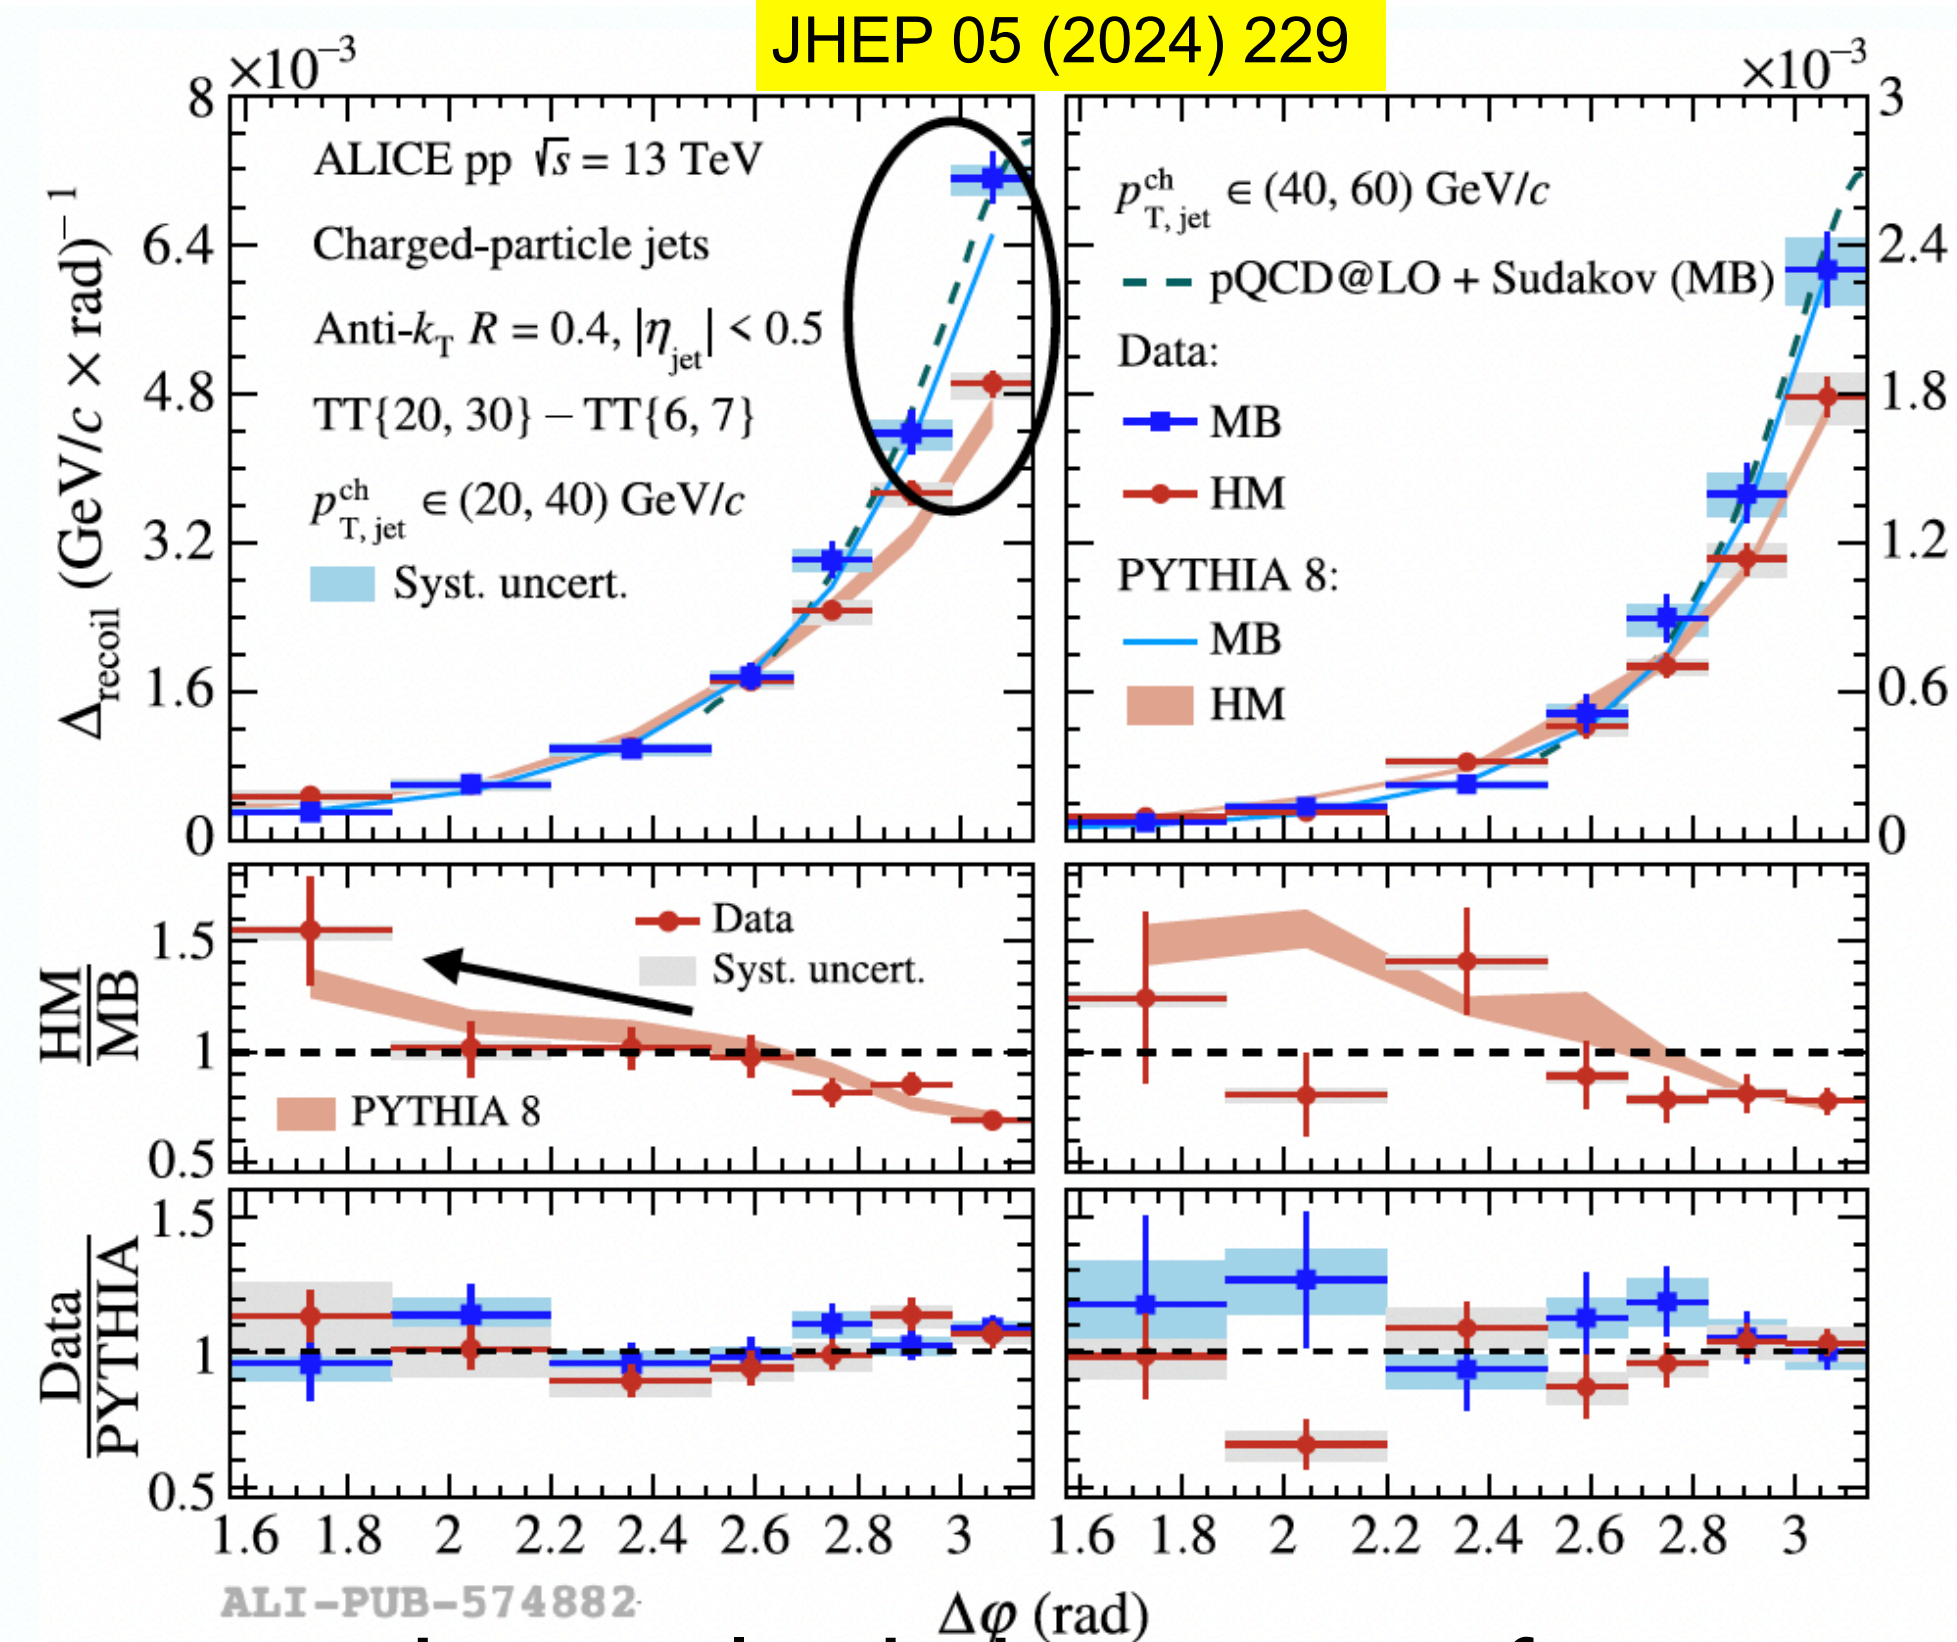 JHEP 05 (2024) 229
×10⁻³
×10⁻³
8
6.4
4.8
3.2
1.6
0
Δrecoil (GeV/c × rad)⁻¹
ALICE pp √s = 13 TeV
Charged-particle jets
Anti-kT R = 0.4, |ηjet| < 0.5
TT{20, 30} – TT{6, 7}
p^ch_T, jet ∈ (20, 40) GeV/c
Syst. uncert.
p^ch_T, jet ∈ (40, 60) GeV/c
pQCD@LO + Sudakov (MB)
Data:
MB
HM
PYTHIA 8:
MB
HM
3
2.4
1.8
1.2
0.6
0
HM
MB
1.5
1
0.5
Data
Syst. uncert.
PYTHIA 8
Data
PYTHIA
1.5
1
0.5
1.6 1.8 2 2.2 2.4 2.6 2.8 3
1.6 1.8 2 2.2 2.4 2.6 2.8 3
ALI-PUB-574882
Δφ (rad)